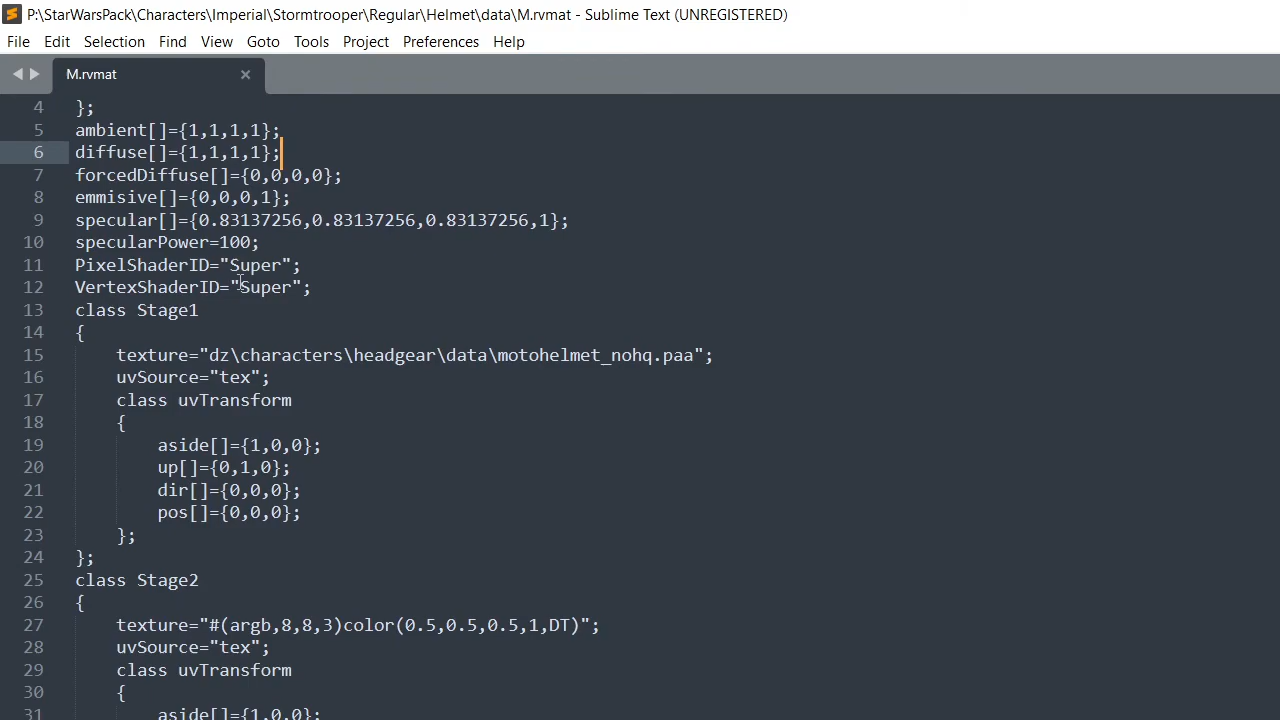 P:\StarWarsPack\Characters\Imperial\Stormtrooper\Regular\Helmet\data\M.rvmat - Sublime Text (UNREGISTERED)
File Edit Selection Find View Goto Tools Project Preferences Help
M.rvmat ×
4 };
5 ambient[]={1,1,1,1};
6 diffuse[]={1,1,1,1};
7 forcedDiffuse[]={0,0,0,0};
8 emmisive[]={0,0,0,1};
9 specular[]={0.83137256,0.83137256,0.83137256,1};
10 specularPower=100;
11 PixelShaderID="Super";
12 VertexShaderID="Super";
13 class Stage1
14 {
15 texture="dz\characters\headgear\data\motohelmet_nohq.paa";
16 uvSource="tex";
17 class uvTransform
18 {
19 aside[]={1,0,0};
20 up[]={0,1,0};
21 dir[]={0,0,0};
22 pos[]={0,0,0};
23 };
24 };
25 class Stage2
26 {
27 texture="#(argb,8,8,3)color(0.5,0.5,0.5,1,DT)";
28 uvSource="tex";
29 class uvTransform
30 {
31 aside[]={1,0,0};